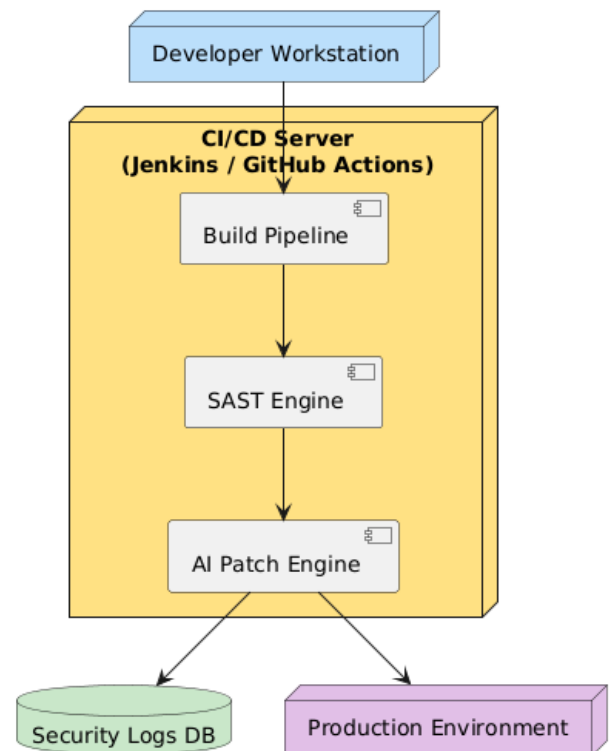 Developer Workstation
CI/CD Server
(Jenkins / GitHub Actions)
Build Pipeline
SAST Engine
AI Patch Engine
Security Logs DB
Production Environment